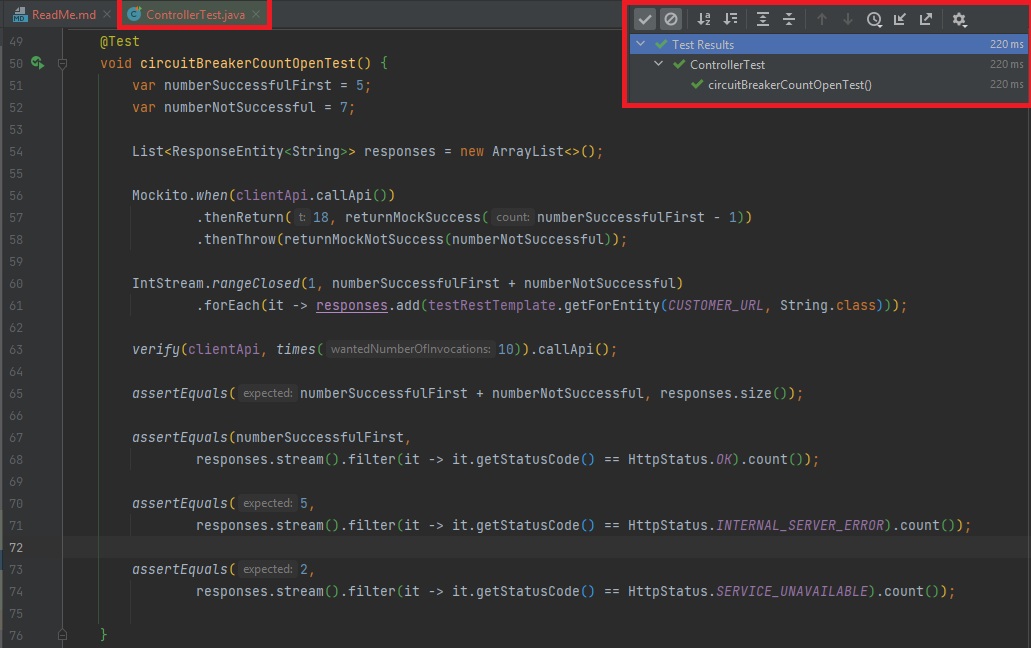 ReadMe.md
ControllerTest.java
Test Results 220 ms
ControllerTest 220 ms
circuitBreakerCountOpenTest() 220 ms
49 @Test
50 void circuitBreakerCountOpenTest() {
51 var numberSuccessfulFirst = 5;
52 var numberNotSuccessful = 7;
53
54 List<ResponseEntity<String>> responses = new ArrayList<>();
55
56 Mockito.when(clientApi.callApi())
57 .thenReturn( t: 18, returnMockSuccess( count: numberSuccessfulFirst - 1))
58 .thenThrow(returnMockNotSuccess(numberNotSuccessful));
59
60 IntStream.rangeClosed(1, numberSuccessfulFirst + numberNotSuccessful)
61 .forEach(it -> responses.add(testRestTemplate.getForEntity(CUSTOMER_URL, String.class)));
62
63 verify(clientApi, times( wantedNumberOfInvocations: 10)).callApi();
64
65 assertEquals( expected: numberSuccessfulFirst + numberNotSuccessful, responses.size());
66
67 assertEquals(numberSuccessfulFirst,
68 responses.stream().filter(it -> it.getStatusCode() == HttpStatus.OK).count());
69
70 assertEquals( expected: 5,
71 responses.stream().filter(it -> it.getStatusCode() == HttpStatus.INTERNAL_SERVER_ERROR).count());
72
73 assertEquals( expected: 2,
74 responses.stream().filter(it -> it.getStatusCode() == HttpStatus.SERVICE_UNAVAILABLE).count());
75
76 }